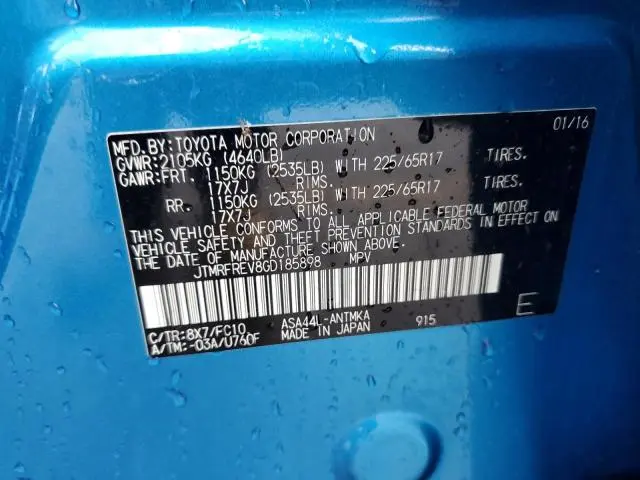 MFD.BY:TOYOTA MOTOR CORPORATION 01/16
GVWR:2105KG (4640LB)
GAWR:FRT. 1150KG (2535LB) WITH 225/65R17 TIRES.
17X7J RIMS.
RR. 1150KG (2535LB) WITH 225/65R17 TIRES.
17X7J RIMS.
THIS VEHICLE CONFORMS TO ALL APPLICABLE FEDERAL MOTOR
VEHICLE SAFETY AND THEFT PREVENTION STANDARDS IN EFFECT ON
THE DATE OF MANUFACTURE SHOWN ABOVE.
JTMRFREV8GD185898 MPV
C/TR:8X7/FC10 ASA44L-ANTMKA 915 E
A/TM:-03A/U760F MADE IN JAPAN